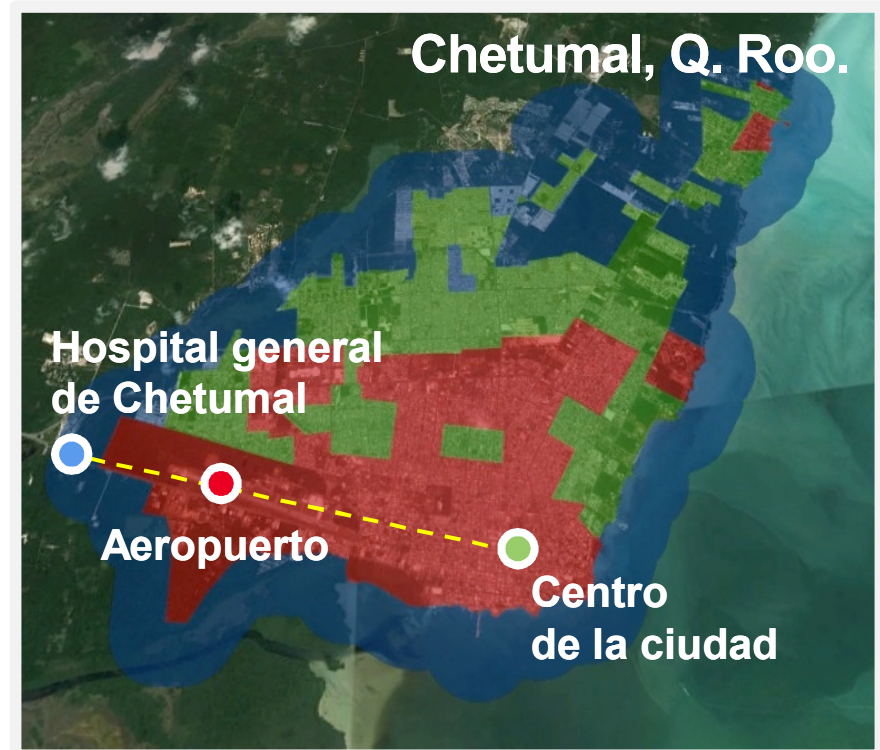 Chetumal, Q. Roo.
Hospital general
de Chetumal
Aeropuerto
Centro
de la ciudad